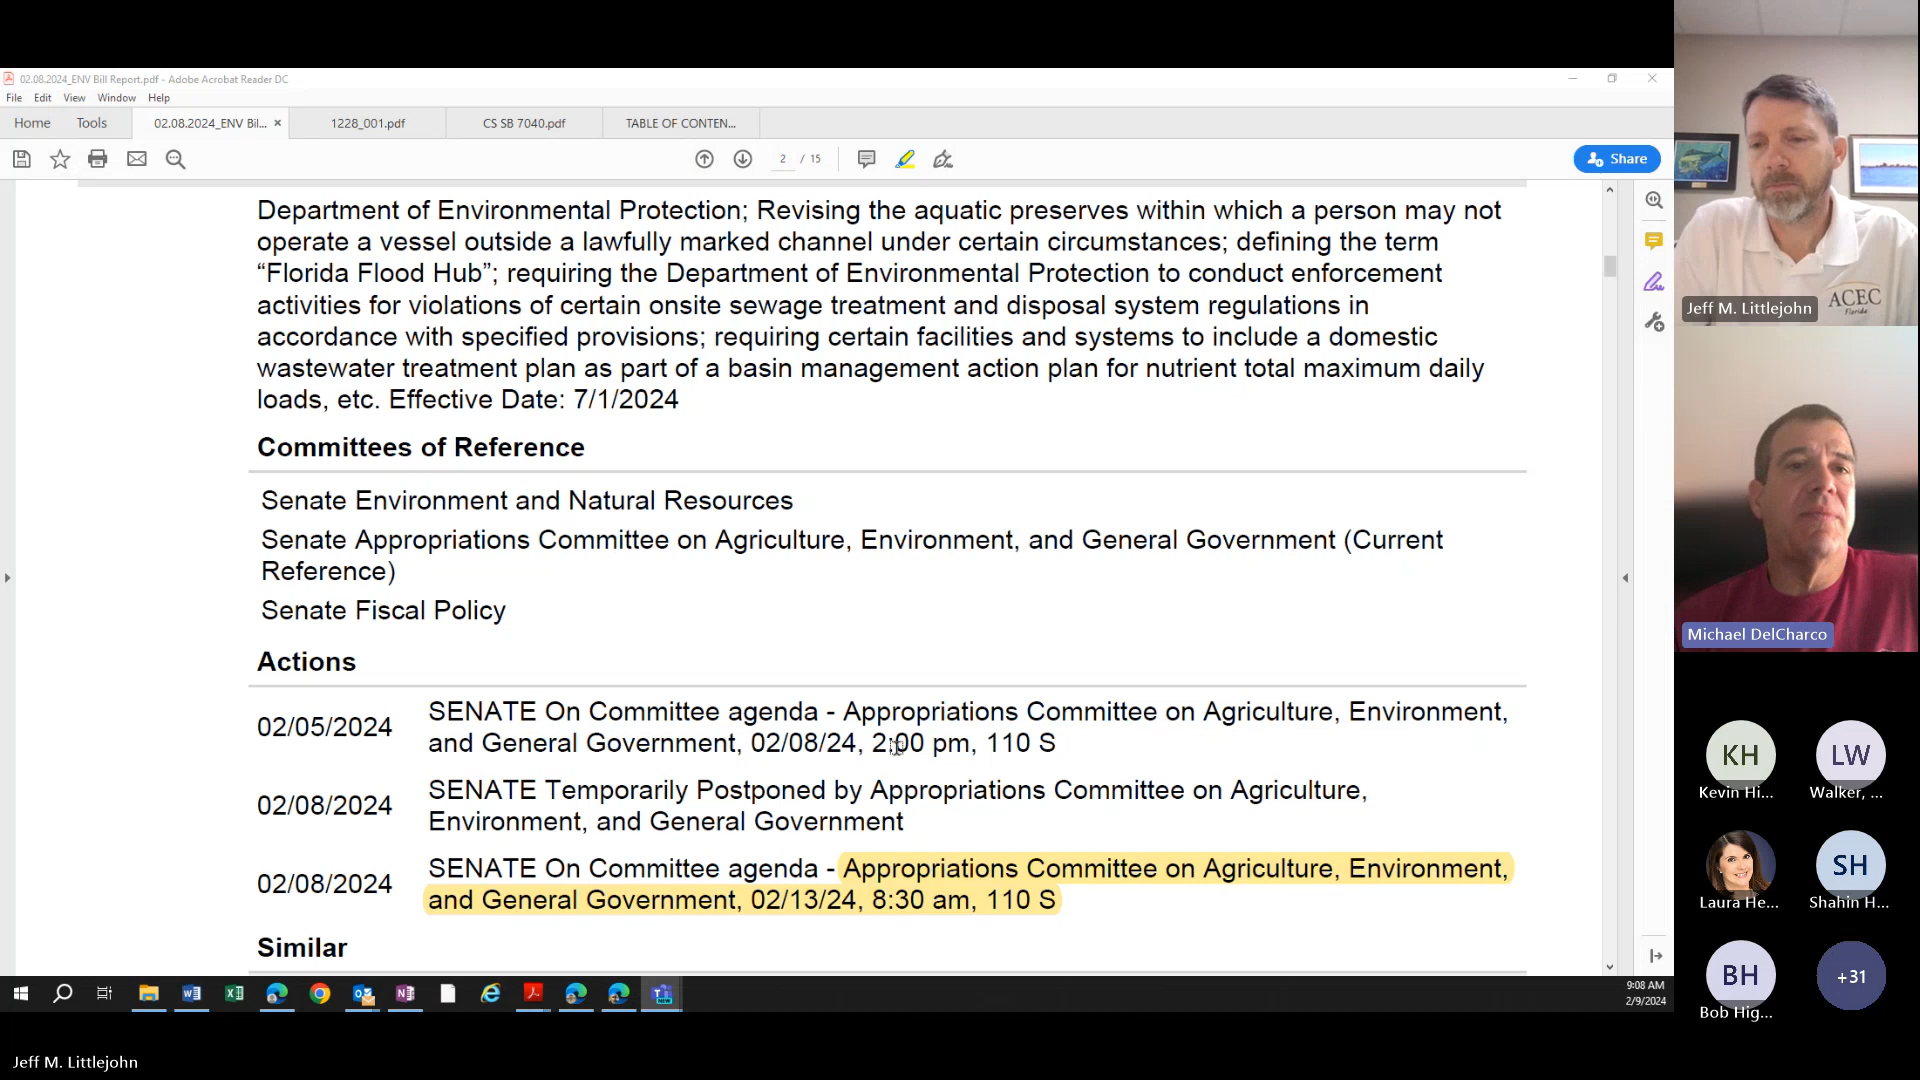 02.08.2024_ENV Bill Report.pdf - Adobe Acrobat Reader DC
File Edit View Window Help
Home Tools 02.08.2024_ENV Bil... × 1228_001.pdf CS SB 7040.pdf TABLE OF CONTEN...
2 / 15 Share
Department of Environmental Protection; Revising the aquatic preserves within which a person may not
operate a vessel outside a lawfully marked channel under certain circumstances; defining the term
“Florida Flood Hub”; requiring the Department of Environmental Protection to conduct enforcement
activities for violations of certain onsite sewage treatment and disposal system regulations in
accordance with specified provisions; requiring certain facilities and systems to include a domestic
wastewater treatment plan as part of a basin management action plan for nutrient total maximum daily
loads, etc. Effective Date: 7/1/2024
Committees of Reference
Senate Environment and Natural Resources
Senate Appropriations Committee on Agriculture, Environment, and General Government (Current
Reference)
Senate Fiscal Policy
Actions
02/05/2024 SENATE On Committee agenda - Appropriations Committee on Agriculture, Environment,
and General Government, 02/08/24, 2:00 pm, 110 S
02/08/2024 SENATE Temporarily Postponed by Appropriations Committee on Agriculture,
Environment, and General Government
02/08/2024 SENATE On Committee agenda - Appropriations Committee on Agriculture, Environment,
and General Government, 02/13/24, 8:30 am, 110 S
Similar
9:08 AM
2/9/2024
Jeff M. Littlejohn
ACEC
Florida
Jeff M. Littlejohn
Michael DelCharco
KH LW
Kevin Hi... Walker, ...
SH
Laura He... Shahin H...
BH +31
Bob Hig...